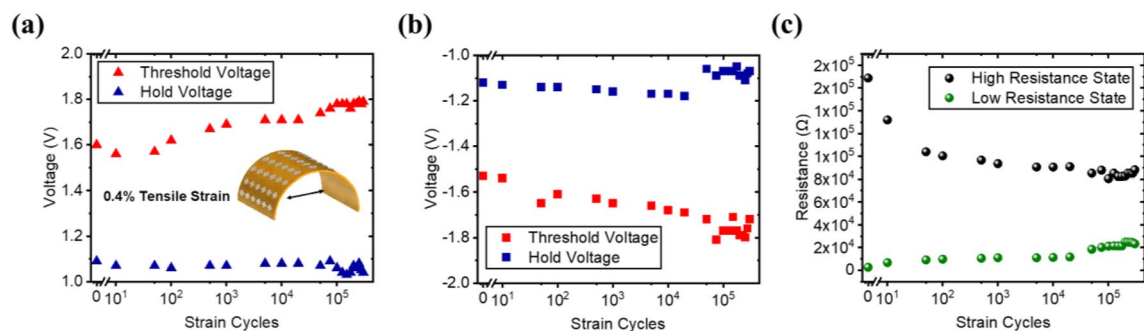 (a)
2.0
1.8
1.6
1.4
1.2
1.0
Voltage (V)
Threshold Voltage
Hold Voltage
0.4% Tensile Strain
0 10¹ 10² 10³ 10⁴ 10⁵
Strain Cycles
(b)
-1.0
-1.2
-1.4
-1.6
-1.8
-2.0
Voltage (V)
Threshold Voltage
Hold Voltage
0 10¹ 10² 10³ 10⁴ 10⁵
Strain Cycles
(c)
2x10⁵
2x10⁵
1x10⁵
1x10⁵
8x10⁴
2x10⁴
0
Resistance (Ω)
High Resistance State
Low Resistance State
0 10¹ 10² 10³ 10⁴ 10⁵
Strain Cycles